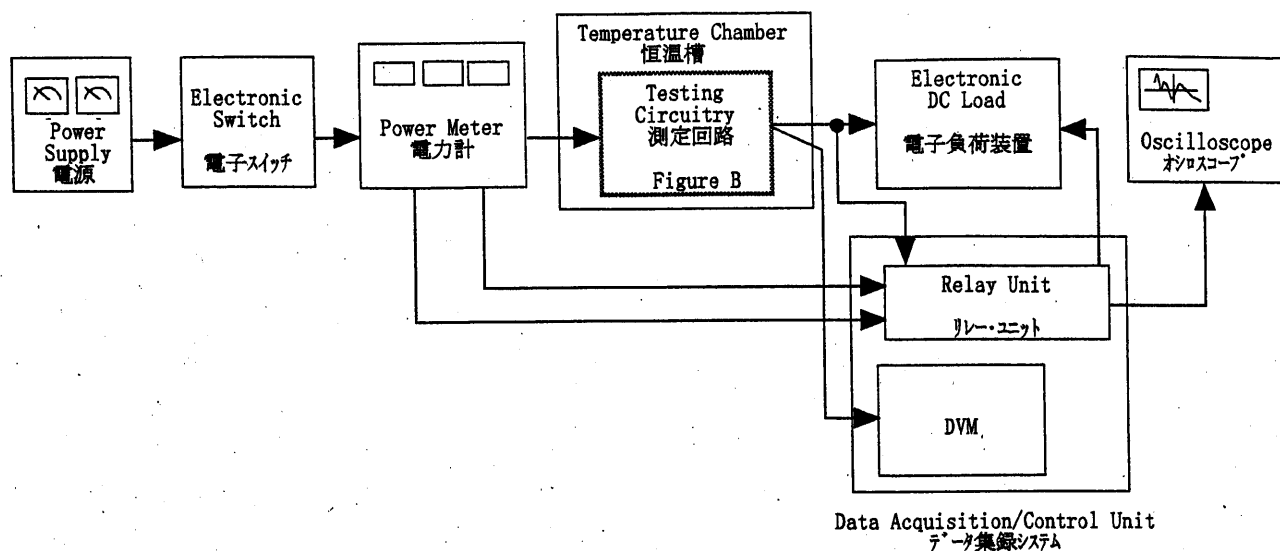 Power
Supply
電源
Electronic
Switch
電子スイッチ
Power Meter
電力計
Temperature Chamber
恒温槽
Testing
Circuitry
測定回路
Figure B
Electronic
DC Load
電子負荷装置
Oscilloscope
オシロスコープ
Relay Unit
リレー・ユニット
DVM
Data Acquisition/Control Unit
データ集録システム